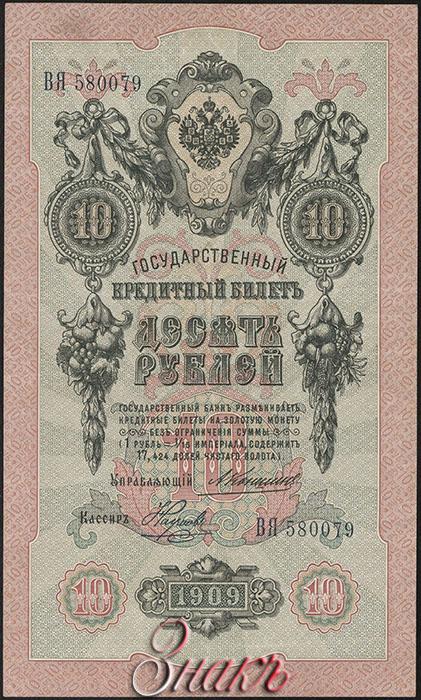 ВЯ 580079
10
10
ГОСУДАРСТВЕННЫЙ
КРЕДИТНЫЙ БИЛЕТЪ
ДЕСЯТЬ
РУБЛЕЙ
ГОСУДАРСТВЕННЫЙ БАНКЪ РАЗМѢНИВАЕТЪ
КРЕДИТНЫЕ БИЛЕТЫ НА ЗОЛОТУЮ МОНЕТУ
БЕЗЪ ОГРАНИЧЕНІЯ СУММЫ
(1 РУБЛЬ = 1/15 ИМПЕРІАЛА, СОДЕРЖИТЪ
17,424 ДОЛЕЙ ЧИСТАГО ЗОЛОТА).
10
УПРАВЛЯЮЩІЙ
КАССИРЪ
ВЯ 580079
10
1909
10
Знакъ